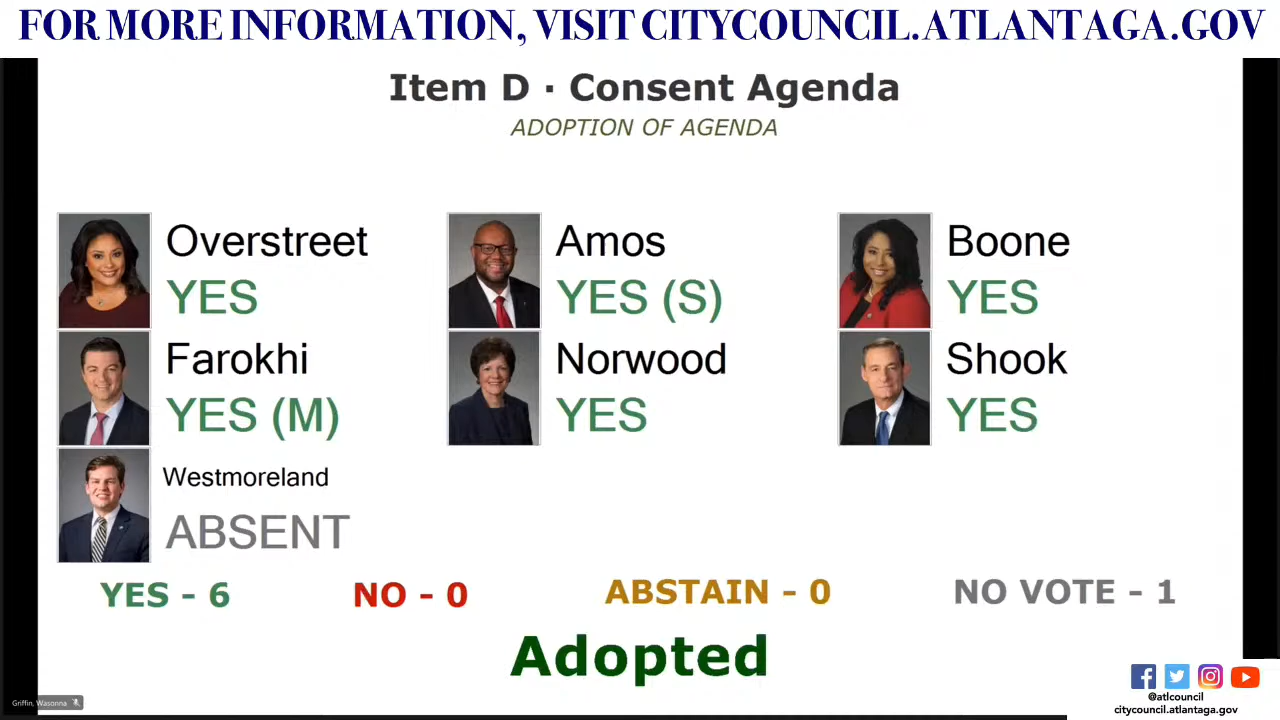 FOR MORE INFORMATION, VISIT CITYCOUNCIL.ATLANTAGA.GOV
Item D · Consent Agenda
ADOPTION OF AGENDA
Overstreet
YES
Amos
YES (S)
Boone
YES
Farokhi
YES (M)
Norwood
YES
Shook
YES
Westmoreland
ABSENT
YES - 6
NO - 0
ABSTAIN - 0
NO VOTE - 1
Adopted
Griffin, Wasonna
@atlcouncil
citycouncil.atlantaga.gov